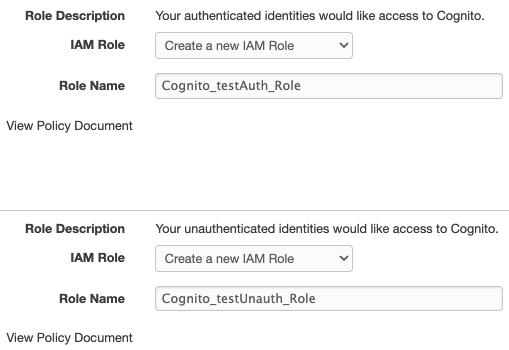 Role Description Your authenticated identities would like access to Cognito.
IAM Role Create a new IAM Role
Role Name Cognito_testAuth_Role
View Policy Document
Role Description Your unauthenticated identities would like access to Cognito.
IAM Role Create a new IAM Role
Role Name Cognito_testUnauth_Role
View Policy Document